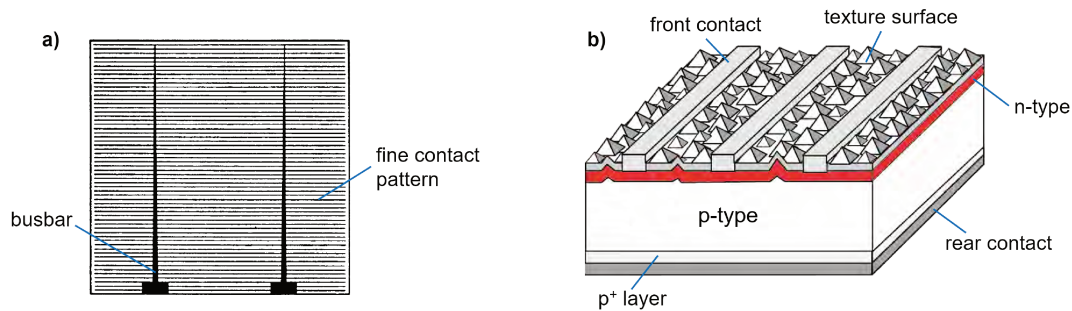 a)
fine contact
pattern
busbar
b)
front contact
texture surface
n-type
p-type
rear contact
p⁺ layer